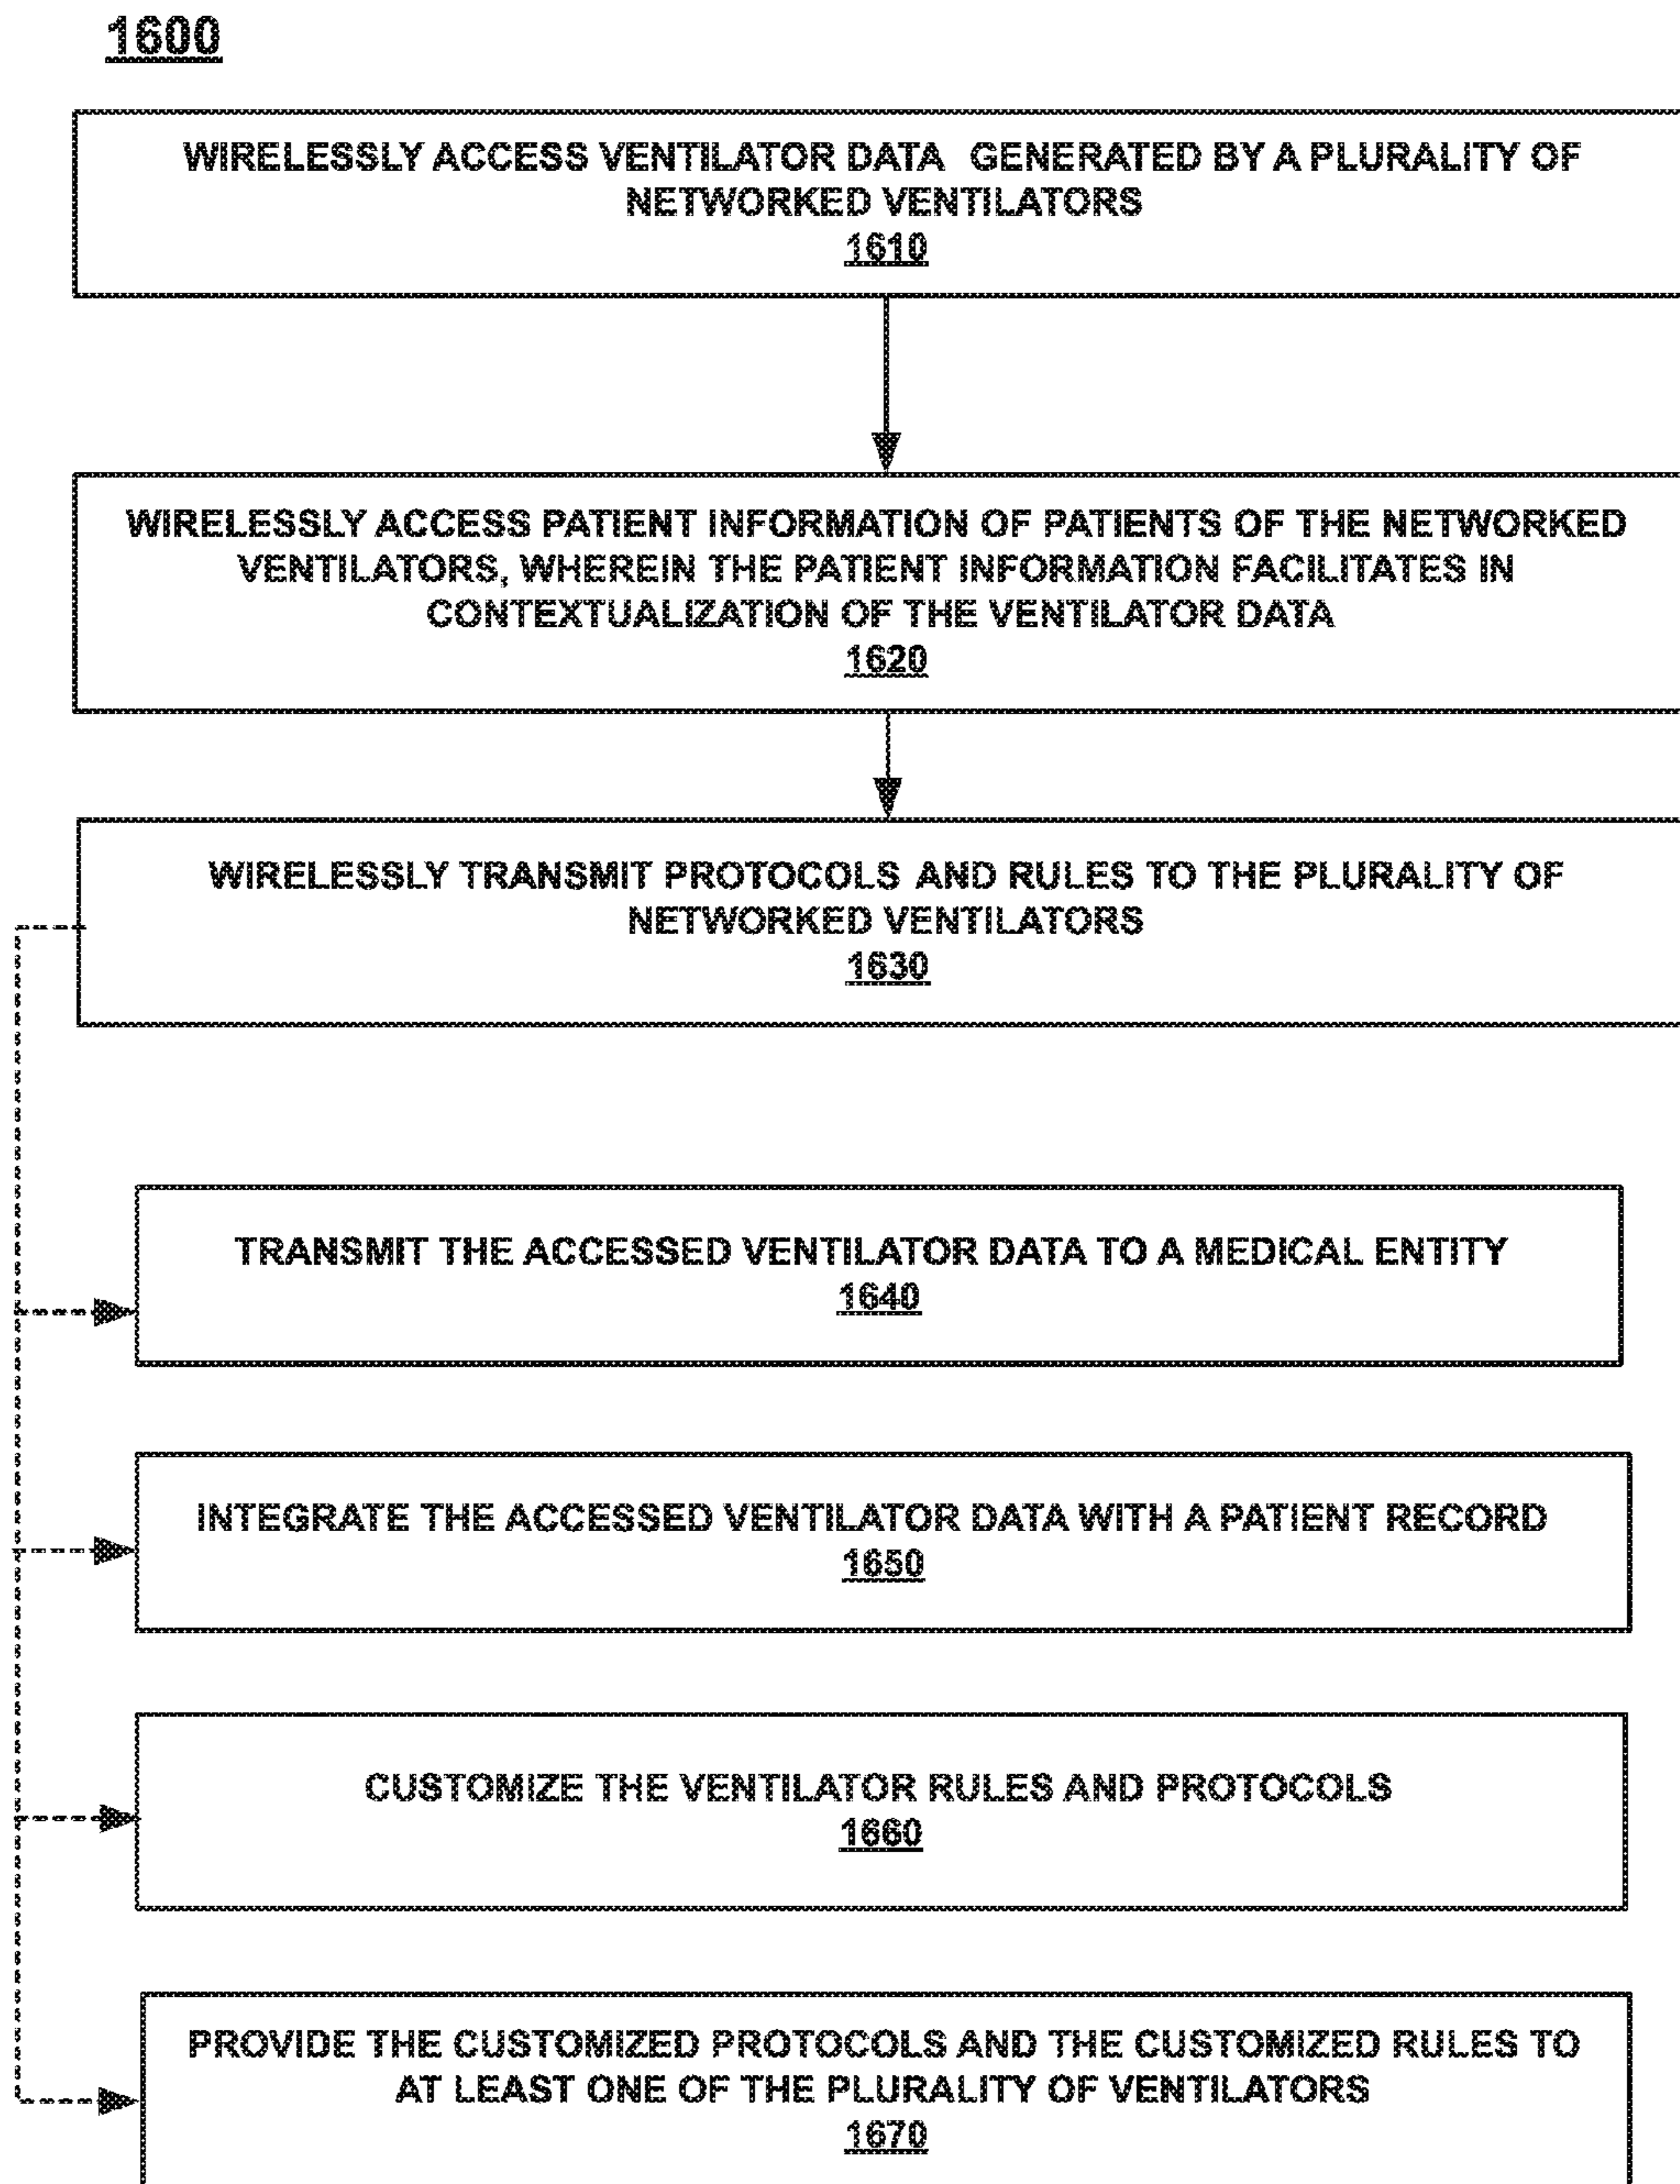 1600
WIRELESSLY ACCESS VENTILATOR DATA GENERATED BY A PLURALITY OF
NETWORKED VENTILATORS
1610
WIRELESSLY ACCESS PATIENT INFORMATION OF PATIENTS OF THE NETWORKED
VENTILATORS, WHEREIN THE PATIENT INFORMATION FACILITATES IN
CONTEXTUALIZATION OF THE VENTILATOR DATA
1620
WIRELESSLY TRANSMIT PROTOCOLS AND RULES TO THE PLURALITY OF
NETWORKED VENTILATORS
1630
TRANSMIT THE ACCESSED VENTILATOR DATA TO A MEDICAL ENTITY
1640
INTEGRATE THE ACCESSED VENTILATOR DATA WITH A PATIENT RECORD
1650
CUSTOMIZE THE VENTILATOR RULES AND PROTOCOLS
1660
PROVIDE THE CUSTOMIZED PROTOCOLS AND THE CUSTOMIZED RULES TO
AT LEAST ONE OF THE PLURALITY OF VENTILATORS
1670